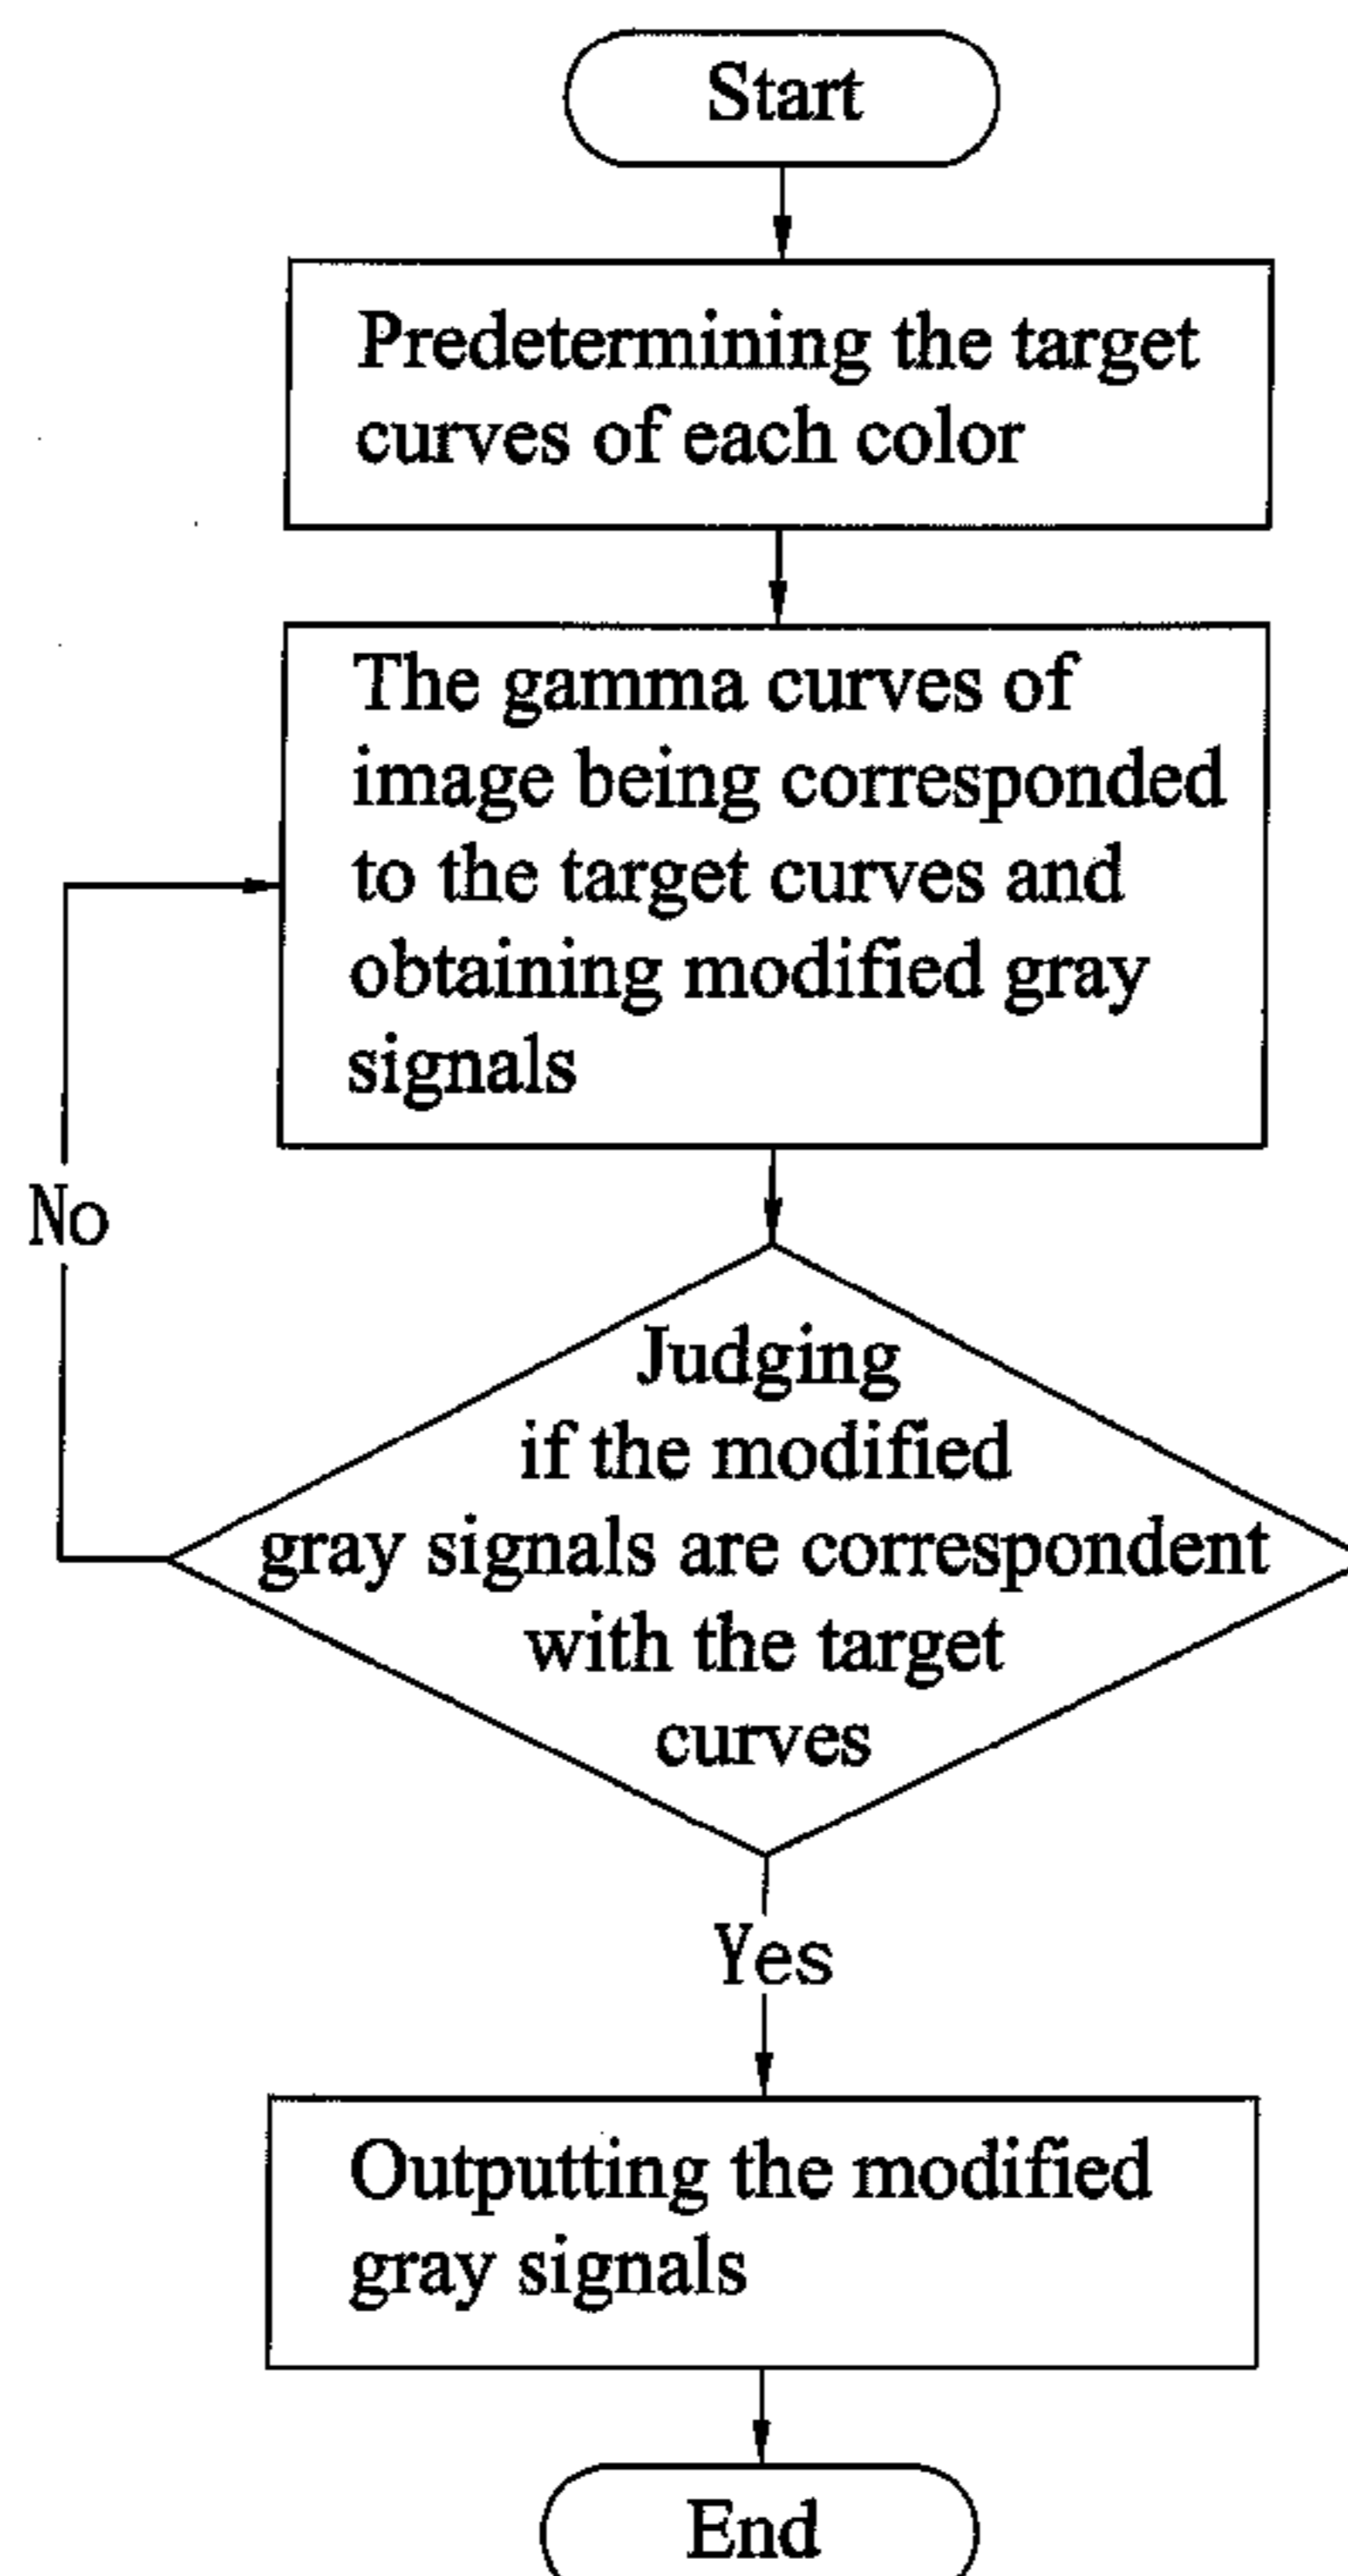 Start
Predetermining the target
curves of each color
The gamma curves of
image being corresponded
to the target curves and
obtaining modified gray
signals
No
Judging
if the modified
gray signals are correspondent
with the target
curves
Yes
Outputting the modified
gray signals
End